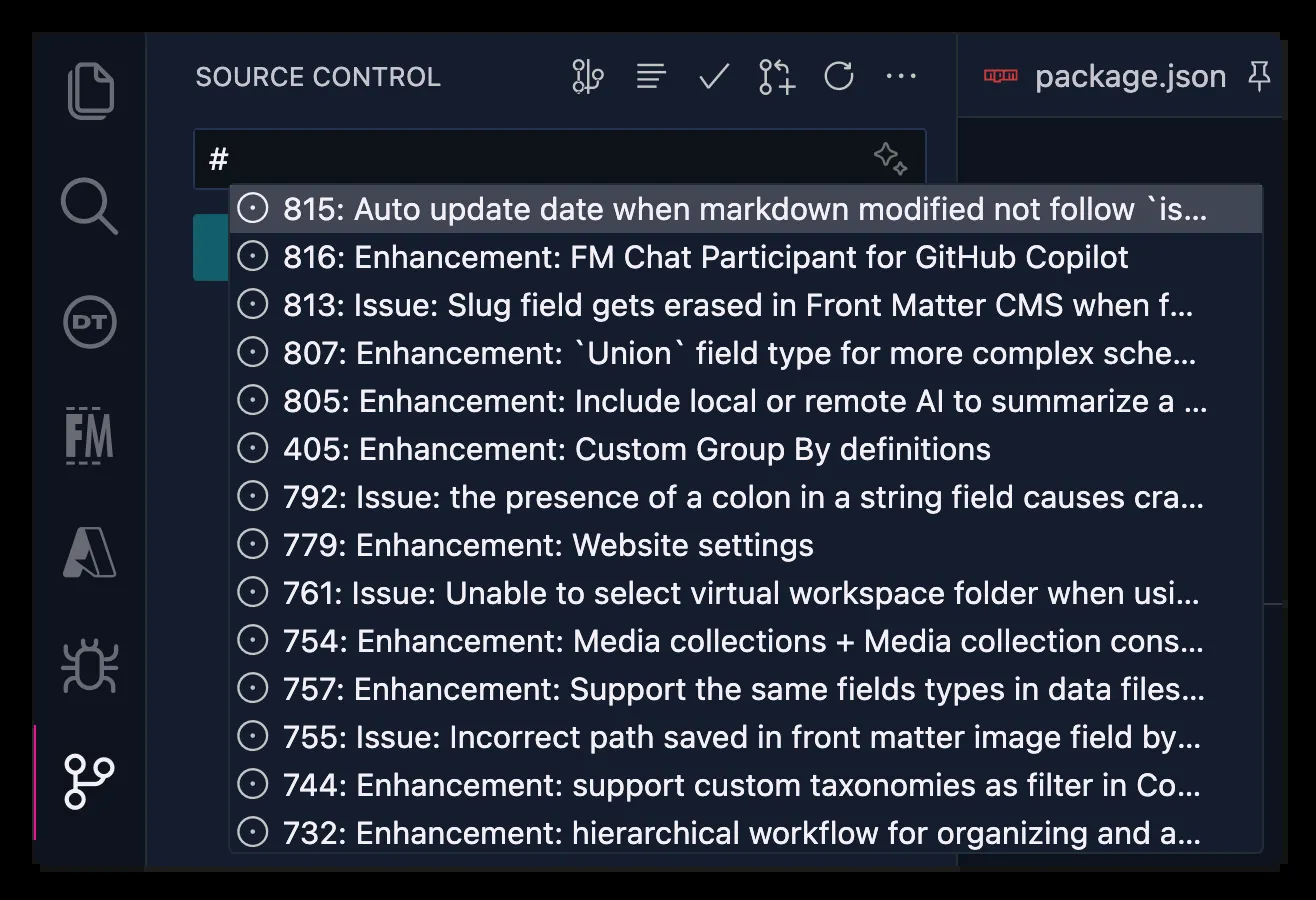 SOURCE CONTROL
package.json
#
815: Auto update date when markdown modified not follow `is...
816: Enhancement: FM Chat Participant for GitHub Copilot
813: Issue: Slug field gets erased in Front Matter CMS when f...
807: Enhancement: `Union` field type for more complex sche...
805: Enhancement: Include local or remote AI to summarize a ...
405: Enhancement: Custom Group By definitions
792: Issue: the presence of a colon in a string field causes cra...
779: Enhancement: Website settings
761: Issue: Unable to select virtual workspace folder when usi...
754: Enhancement: Media collections + Media collection cons...
757: Enhancement: Support the same fields types in data files...
755: Issue: Incorrect path saved in front matter image field by...
744: Enhancement: support custom taxonomies as filter in Co...
732: Enhancement: hierarchical workflow for organizing and a...
DT
FM